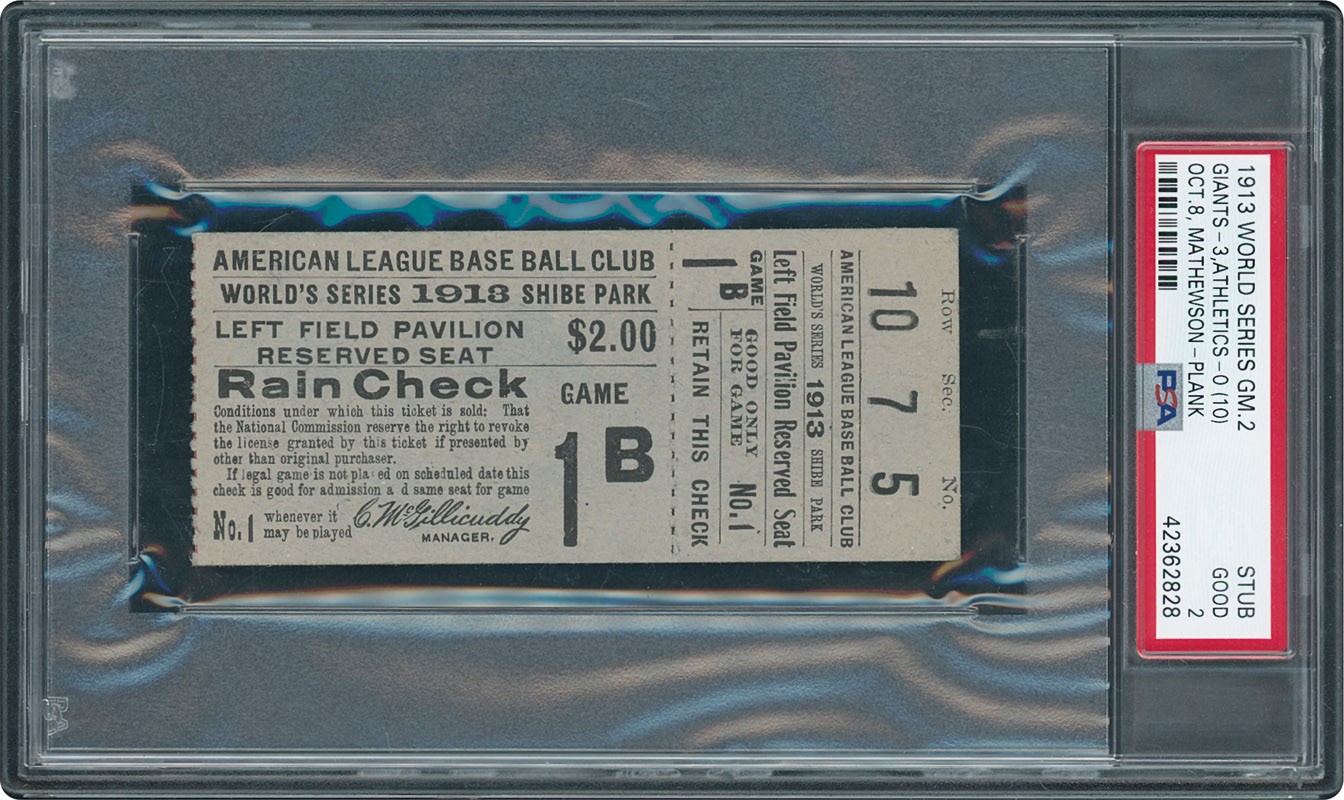 AMERICAN LEAGUE BASE BALL CLUB
WORLD'S SERIES 1913 SHIBE PARK
LEFT FIELD PAVILION
RESERVED SEAT
$2.00
Rain Check
Conditions under which this ticket is sold: That
the National Commission reserve the right to revoke
the license granted by this ticket if presented by
other than original purchaser.
If legal game is not pla ed on scheduled date this
check is good for admission a d same seat for game
No. 1
whenever it
may be played
C. McGillicuddy
MANAGER.
GAME
1 B
Row Sec. No.
10 7 5
AMERICAN LEAGUE BASE BALL CLUB
WORLD'S SERIES 1913 SHIBE PARK
Left Field Pavilion Reserved Seat
GAME
1 B
GOOD ONLY
FOR GAME
No. 1
RETAIN THIS CHECK
1913 WORLD SERIES GM.2
GIANTS-3,ATHLETICS-0 (10)
OCT.8, MATHEWSON-PLANK
STUB
GOOD
2
42362828
PSA